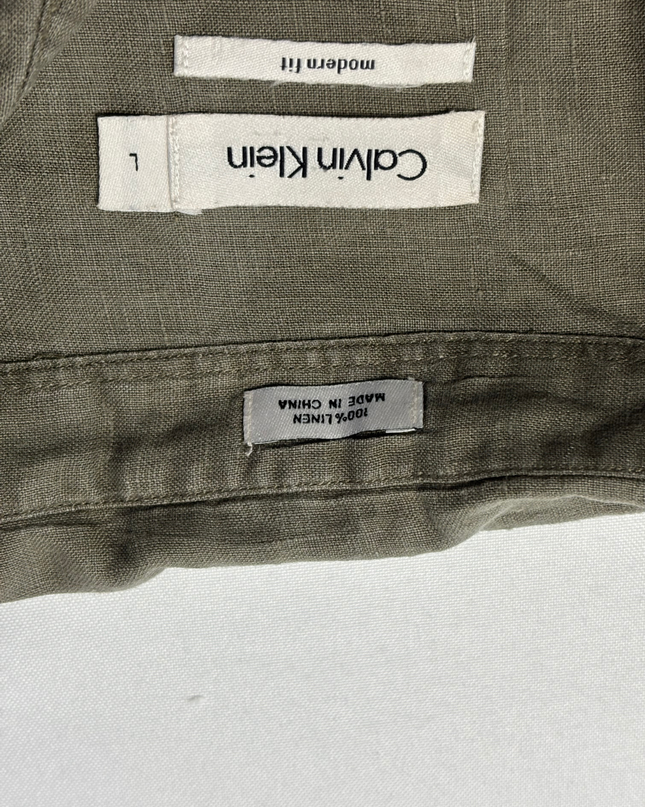 100% LINEN
MADE IN CHINA
Calvin Klein
L
modern fit